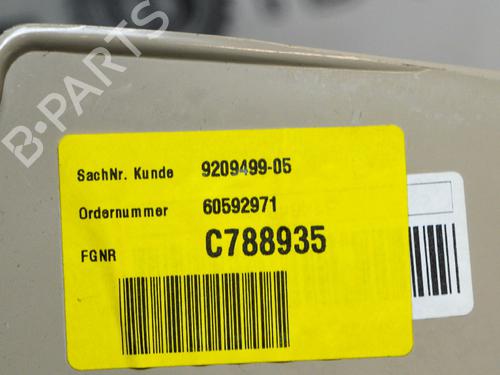 B-PARTS
SachNr. Kunde 9209499-05
Ordernummer 60592971
FGNR C788935